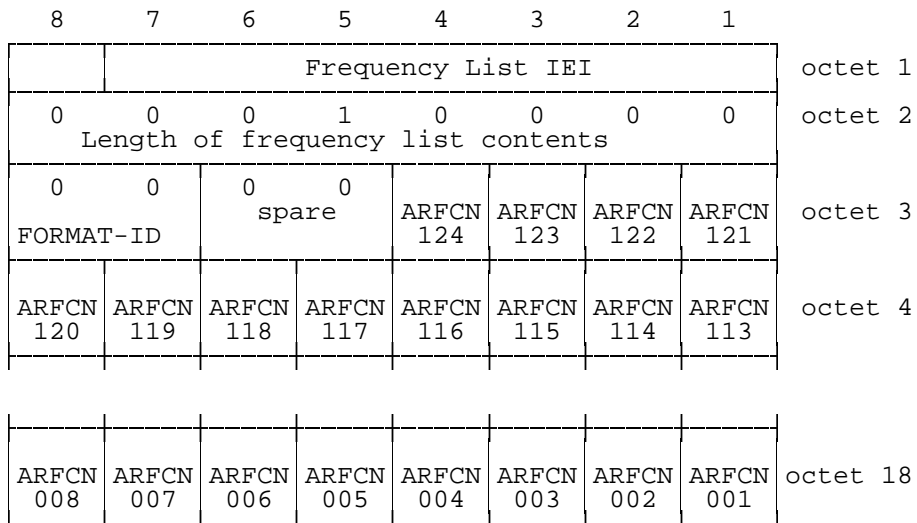 8 7 6 5 4 3 2 1
Frequency List IEI octet 1
0 0 0 1 0 0 0 0 octet 2
Length of frequency list contents
0 0 0 0
spare ARFCN ARFCN ARFCN ARFCN octet 3
FORMAT-ID 124 123 122 121
ARFCN ARFCN ARFCN ARFCN ARFCN ARFCN ARFCN ARFCN octet 4
120 119 118 117 116 115 114 113
ARFCN ARFCN ARFCN ARFCN ARFCN ARFCN ARFCN ARFCN octet 18
008 007 006 005 004 003 002 001